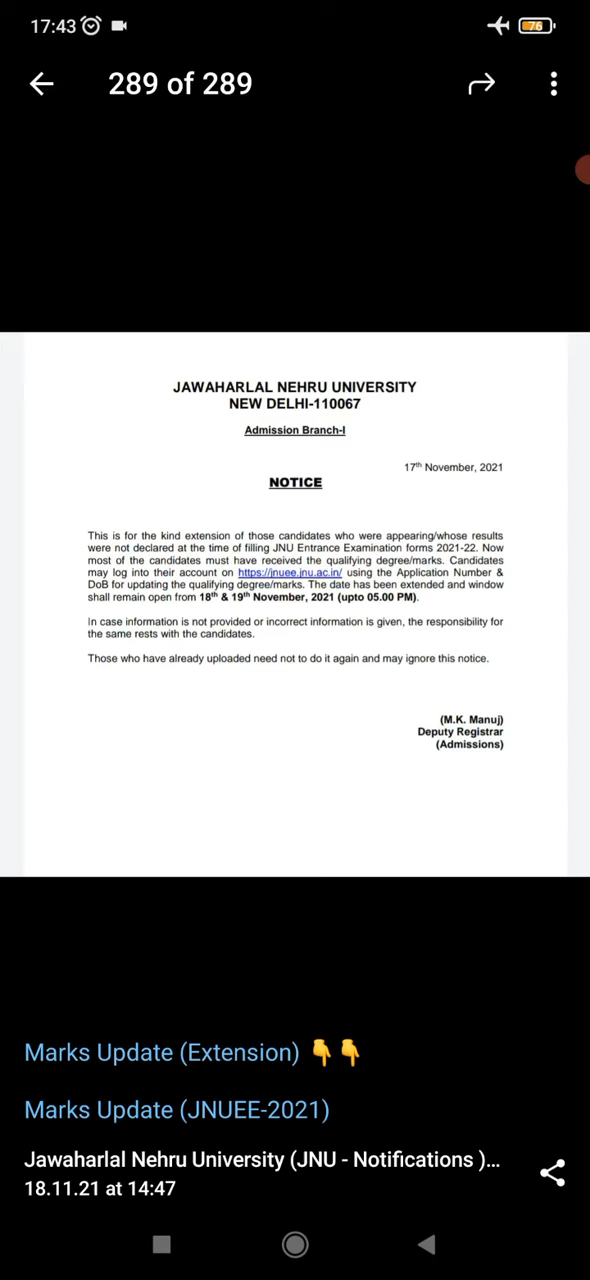 17:43
76
289 of 289
JAWAHARLAL NEHRU UNIVERSITY
NEW DELHI-110067
Admission Branch-I
17th November, 2021
NOTICE
This is for the kind extension of those candidates who were appearing/whose results
were not declared at the time of filling JNU Entrance Examination forms 2021-22. Now
most of the candidates must have received the qualifying degree/marks. Candidates
may log into their account on https://jnuee.jnu.ac.in/ using the Application Number &
DoB for updating the qualifying degree/marks. The date has been extended and window
shall remain open from 18th & 19th November, 2021 (upto 05.00 PM).
In case information is not provided or incorrect information is given, the responsibility for
the same rests with the candidates.
Those who have already uploaded need not to do it again and may ignore this notice.
(M.K. Manuj)
Deputy Registrar
(Admissions)
Marks Update (Extension) 👇👇
Marks Update (JNUEE-2021)
Jawaharlal Nehru University (JNU - Notifications )...
18.11.21 at 14:47